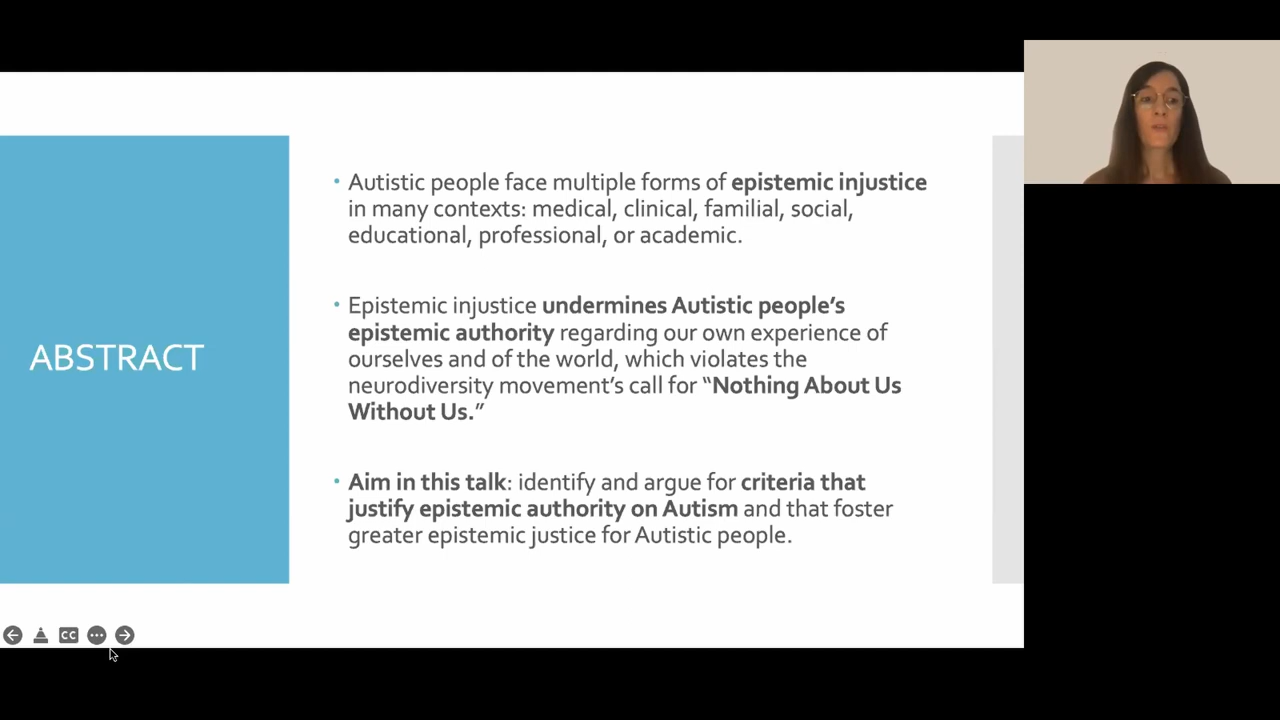 ABSTRACT
• Autistic people face multiple forms of epistemic injustice
in many contexts: medical, clinical, familial, social,
educational, professional, or academic.
• Epistemic injustice undermines Autistic people’s
epistemic authority regarding our own experience of
ourselves and of the world, which violates the
neurodiversity movement’s call for “Nothing About Us
Without Us.”
• Aim in this talk: identify and argue for criteria that
justify epistemic authority on Autism and that foster
greater epistemic justice for Autistic people.
CC